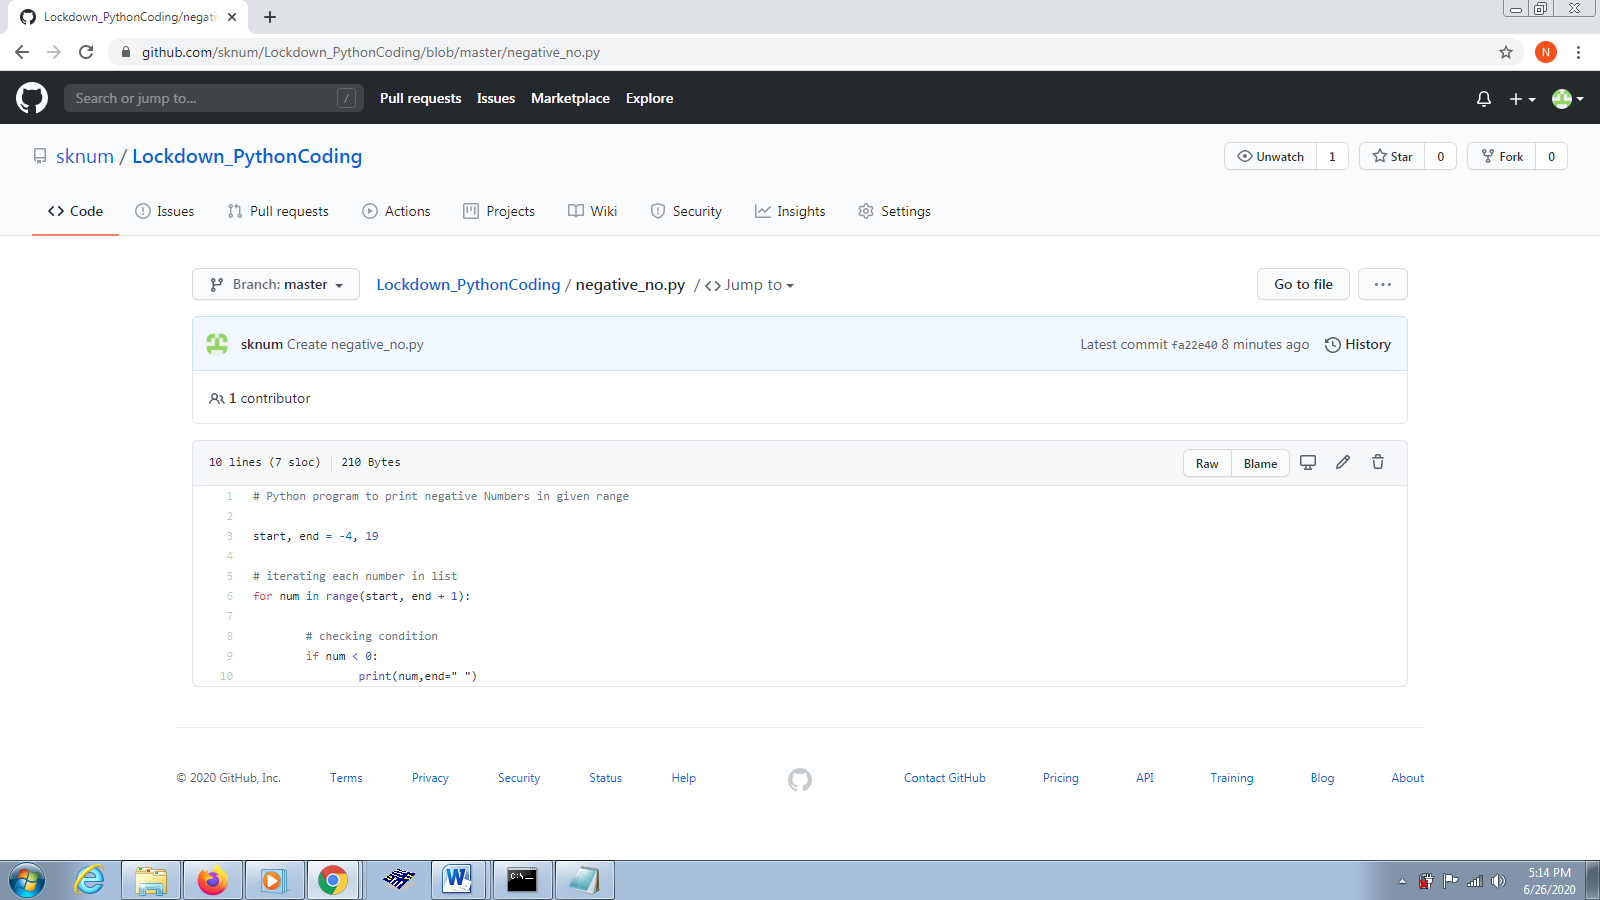 Lockdown_PythonCoding/negati
github.com/sknum/Lockdown_PythonCoding/blob/master/negative_no.py
N
Search or jump to...
/
Pull requests Issues Marketplace Explore
sknum / Lockdown_PythonCoding
Unwatch 1 Star 0 Fork 0
Code Issues Pull requests Actions Projects Wiki Security Insights Settings
Branch: master Lockdown_PythonCoding / negative_no.py / <> Jump to Go to file ...
sknum Create negative_no.py Latest commit fa22e40 8 minutes ago History
1 contributor
10 lines (7 sloc) 210 Bytes Raw Blame
1 # Python program to print negative Numbers in given range
2
3 start, end = -4, 19
4
5 # iterating each number in list
6 for num in range(start, end + 1):
7
8 # checking condition
9 if num < 0:
10 print(num,end=" ")
© 2020 GitHub, Inc. Terms Privacy Security Status Help Contact GitHub Pricing API Training Blog About
C:\_
W
5:14 PM
6/26/2020